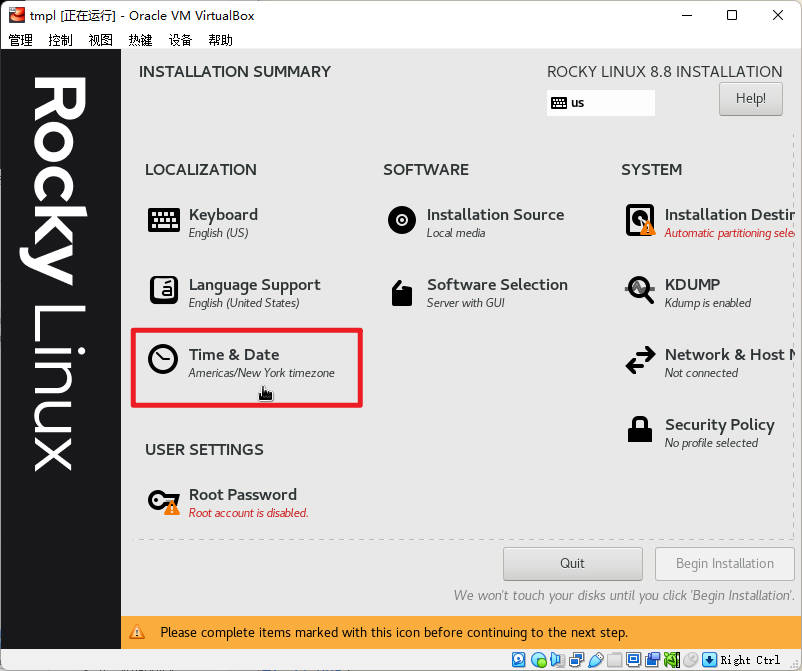 tmpl [正在运行] - Oracle VM VirtualBox
管理 控制 视图 热键 设备 帮助
Rocky Linux
INSTALLATION SUMMARY
ROCKY LINUX 8.8 INSTALLATION
us
Help!
LOCALIZATION
Keyboard
English (US)
Language Support
English (United States)
Time & Date
Americas/New York timezone
USER SETTINGS
Root Password
Root account is disabled.
SOFTWARE
Installation Source
Local media
Software Selection
Server with GUI
SYSTEM
Installation Destin
Automatic partitioning sele
KDUMP
Kdump is enabled
Network & Host N
Not connected
Security Policy
No profile selected
Quit
Begin Installation
We won't touch your disks until you click 'Begin Installation'.
Please complete items marked with this icon before continuing to the next step.
Right Ctrl